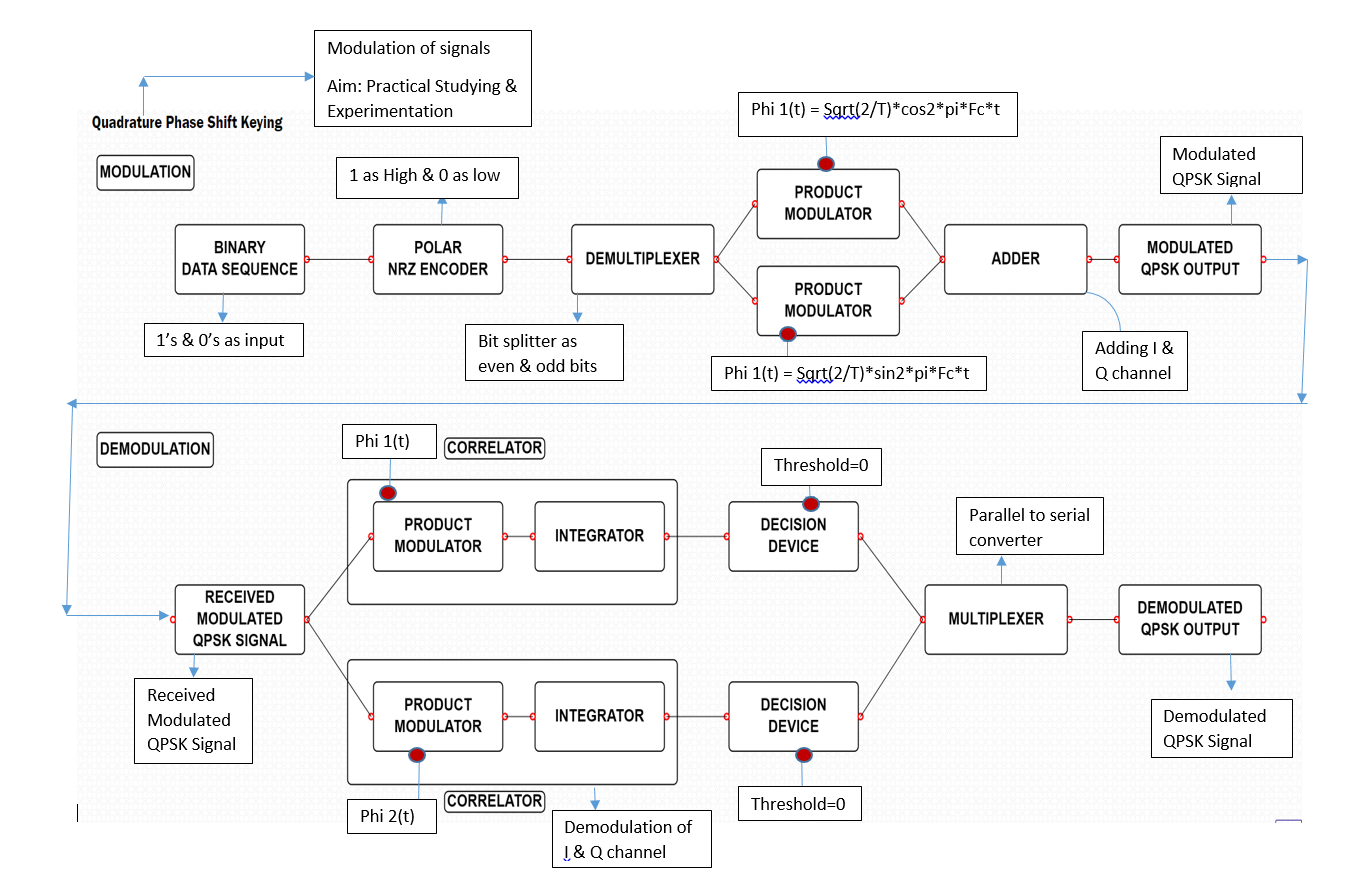 Modulation of signals
Aim: Practical Studying &
Experimentation
Quadrature Phase Shift Keying
MODULATION
1 as High & 0 as low
Phi 1(t) = Sqrt(2/T)*cos2*pi*Fc*t
Modulated
QPSK Signal
BINARY
DATA SEQUENCE
POLAR
NRZ ENCODER
DEMULTIPLEXER
PRODUCT
MODULATOR
PRODUCT
MODULATOR
ADDER
MODULATED
QPSK OUTPUT
1’s & 0’s as input
Bit splitter as
even & odd bits
Phi 1(t) = Sqrt(2/T)*sin2*pi*Fc*t
Adding I &
Q channel
DEMODULATION
Phi 1(t)
CORRELATOR
Threshold=0
PRODUCT
MODULATOR
INTEGRATOR
DECISION
DEVICE
Parallel to serial
converter
RECEIVED
MODULATED
QPSK SIGNAL
MULTIPLEXER
DEMODULATED
QPSK OUTPUT
Received
Modulated
QPSK Signal
PRODUCT
MODULATOR
INTEGRATOR
DECISION
DEVICE
Demodulated
QPSK Signal
Phi 2(t)
CORRELATOR
Threshold=0
Demodulation of
I & Q channel